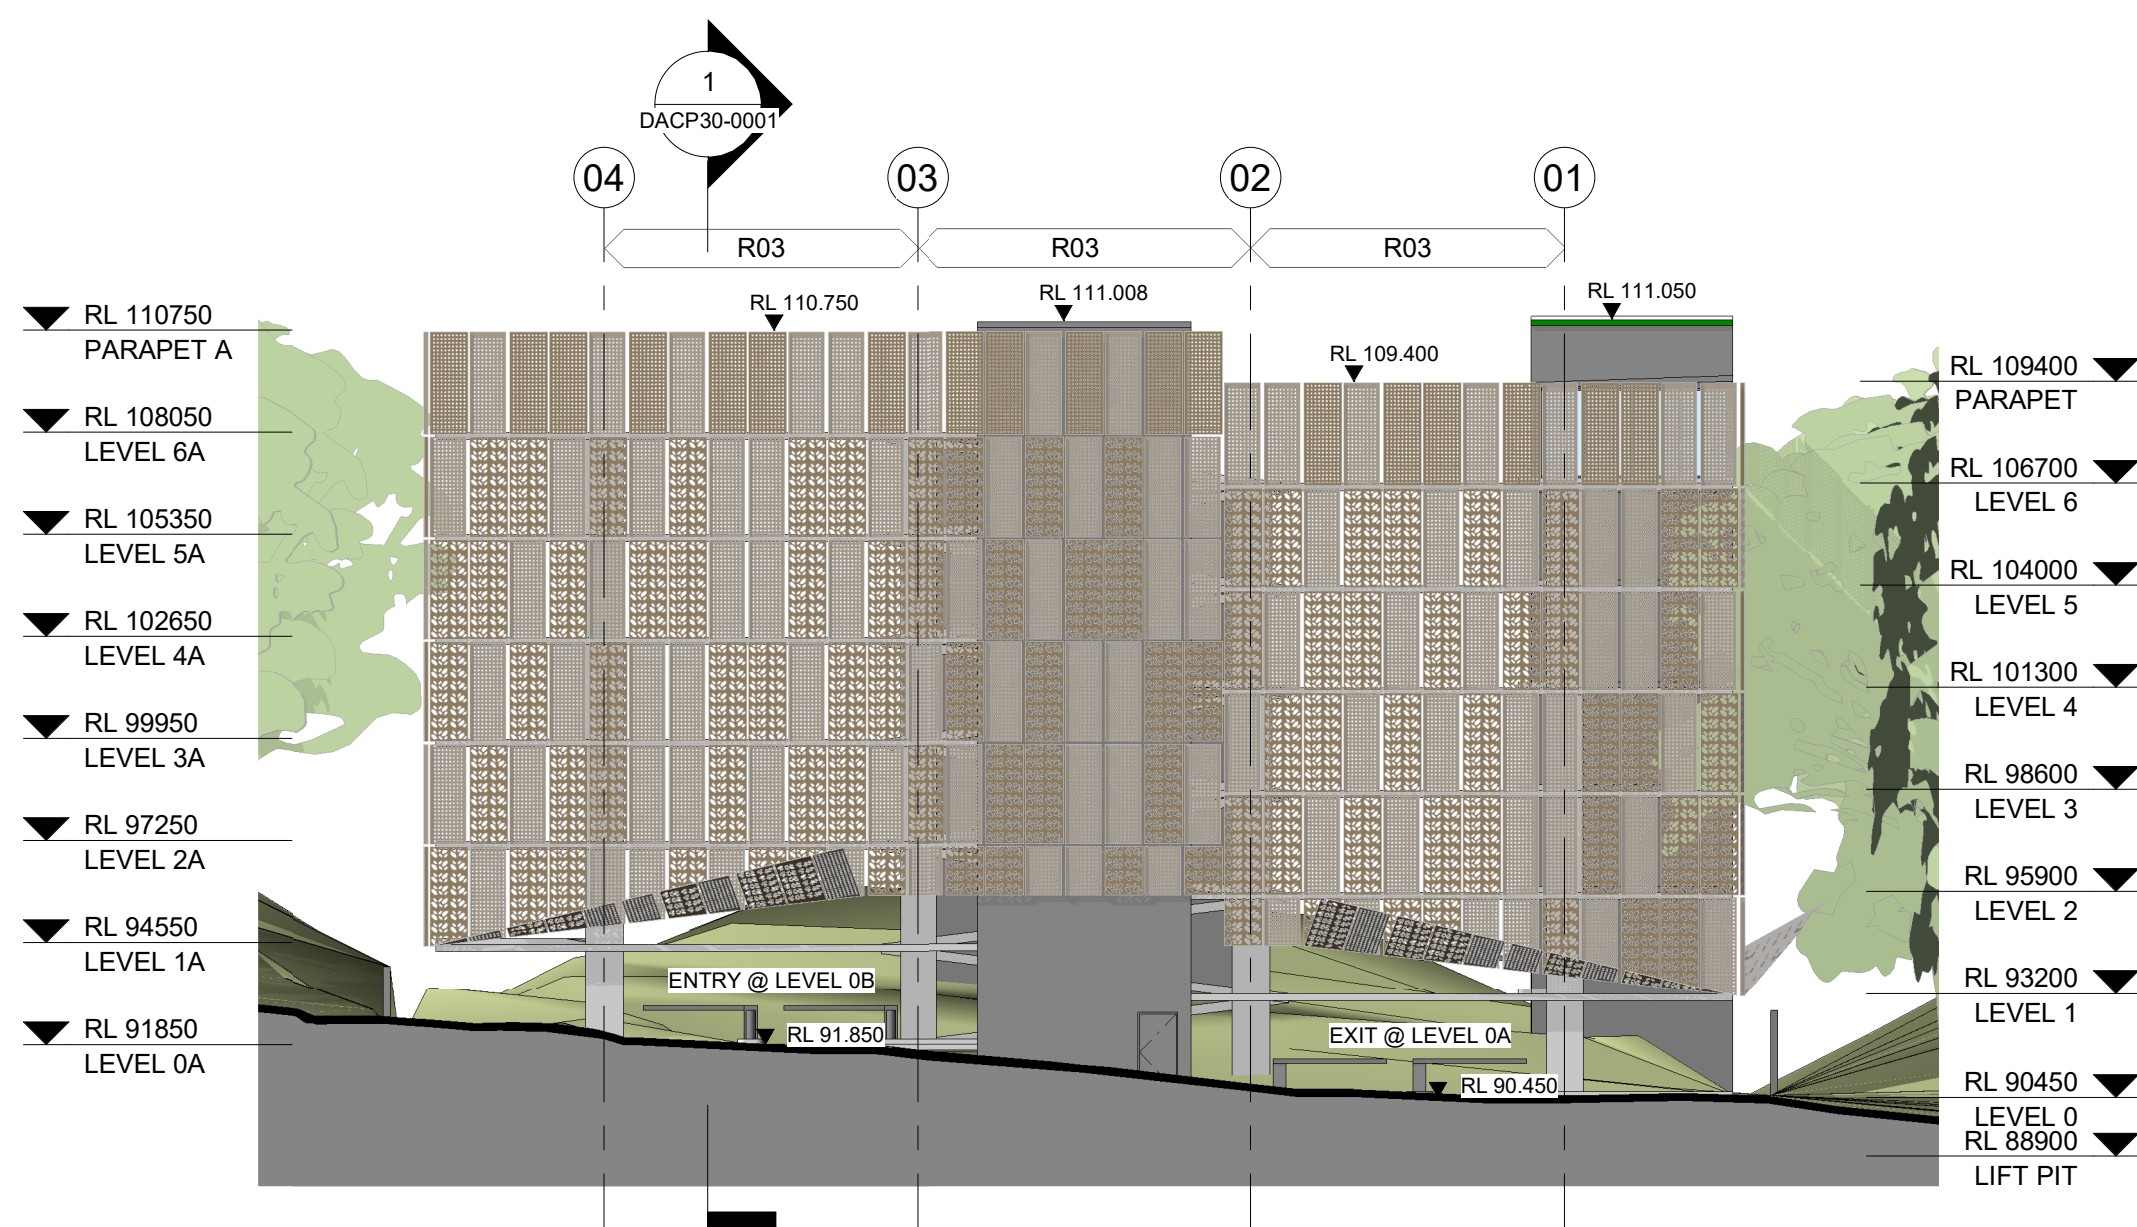 1
DACP30-0001
04
03
02
01
R03
R03
R03
RL 110.750
RL 111.008
RL 111.050
RL 109.400
RL 110750
PARAPET A
RL 108050
LEVEL 6A
RL 105350
LEVEL 5A
RL 102650
LEVEL 4A
RL 99950
LEVEL 3A
RL 97250
LEVEL 2A
RL 94550
LEVEL 1A
RL 91850
LEVEL 0A
ENTRY @ LEVEL 0B
RL 91.850
EXIT @ LEVEL 0A
RL 90.450
RL 109400
PARAPET
RL 106700
LEVEL 6
RL 104000
LEVEL 5
RL 101300
LEVEL 4
RL 98600
LEVEL 3
RL 95900
LEVEL 2
RL 93200
LEVEL 1
RL 90450
LEVEL 0
RL 88900
LIFT PIT